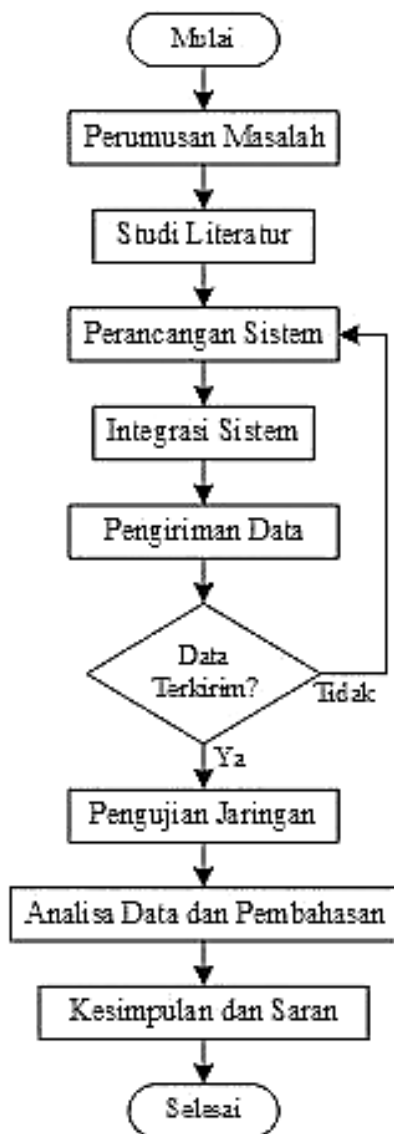 Mulai
Perumusan Masalah
Studi Literatur
Perancangan Sistem
Integrasi Sistem
Pengiriman Data
Data
Terkirim?
Tidak
Ya
Pengujian Jaringan
Analisa Data dan Pembahasan
Kesimpulan dan Saran
Selesai